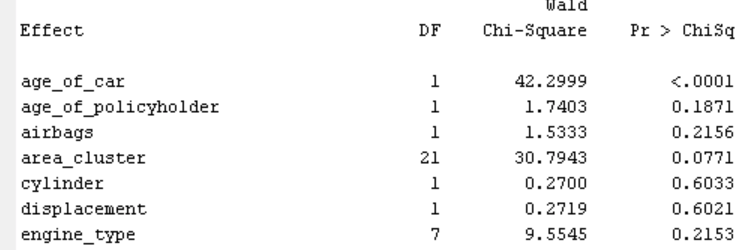 Wald
Effect DF Chi-Square Pr > ChiSq
age_of_car 1 42.2999 <.0001
age_of_policyholder 1 1.7403 0.1871
airbags 1 1.5333 0.2156
area_cluster 21 30.7943 0.0771
cylinder 1 0.2700 0.6033
displacement 1 0.2719 0.6021
engine_type 7 9.5545 0.2153